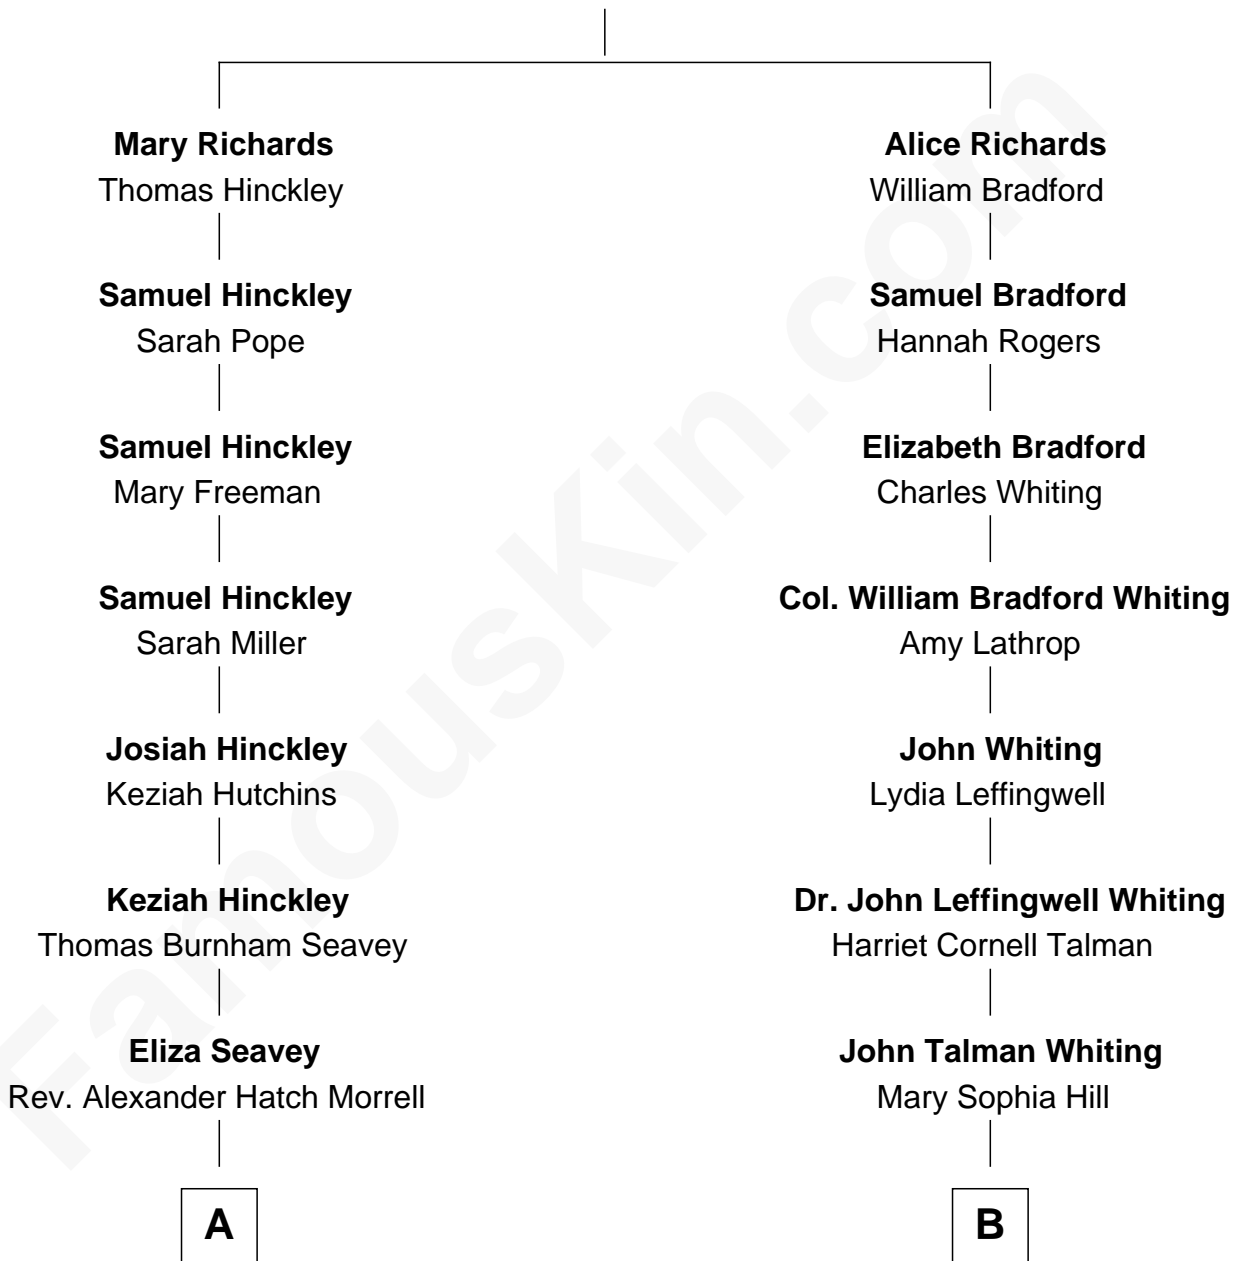 Mary Richards
Thomas Hinckley
Samuel Hinckley
Sarah Pope
Samuel Hinckley
Mary Freeman
Samuel Hinckley
Sarah Miller
Josiah Hinckley
Keziah Hutchins
Keziah Hinckley
Thomas Burnham Seavey
Eliza Seavey
Rev. Alexander Hatch Morrell
A
Alice Richards
William Bradford
Samuel Bradford
Hannah Rogers
Elizabeth Bradford
Charles Whiting
Col. William Bradford Whiting
Amy Lathrop
John Whiting
Lydia Leffingwell
Dr. John Leffingwell Whiting
Harriet Cornell Talman
John Talman Whiting
Mary Sophia Hill
B
FamousKin.com